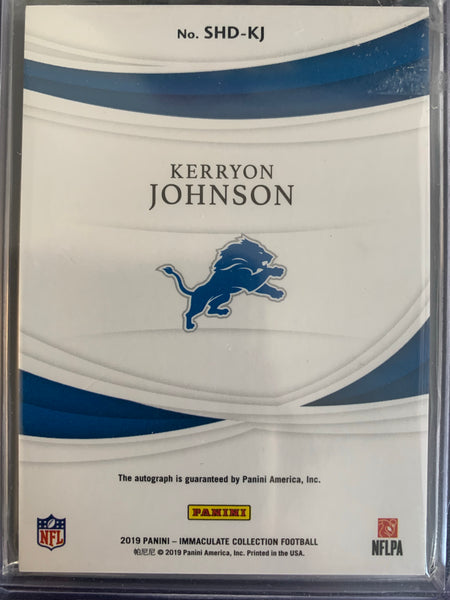 No. SHD-KJ
KERRYON
JOHNSON
The autograph is guaranteed by Panini America, Inc.
PANINI
NFL
2019 PANINI – IMMACULATE COLLECTION FOOTBALL
帕尼尼 © 2019 Panini America, Inc. Printed in the USA.
NFLPA